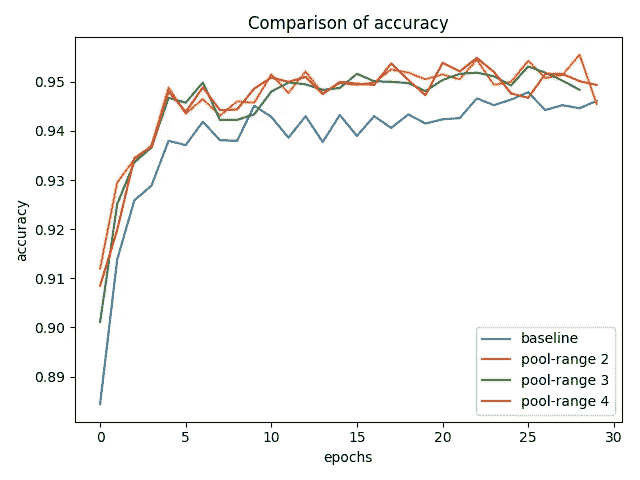 Comparison of accuracy
accuracy
0.95
0.94
0.93
0.92
0.91
0.90
0.89
0 5 10 15 20 25 30
epochs
baseline
pool-range 2
pool-range 3
pool-range 4